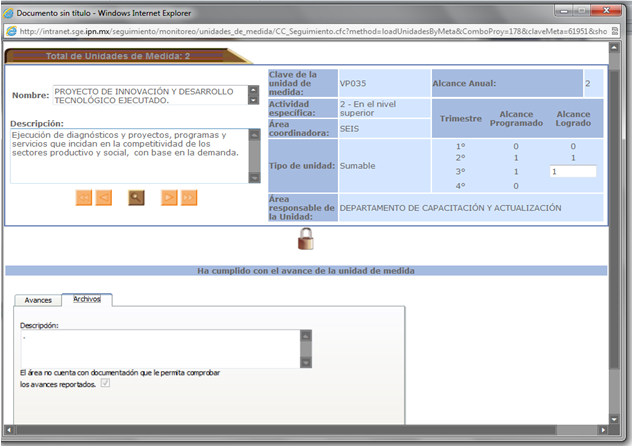 Documento sin título - Windows Internet Explorer
http://intranet.sge.ipn.mx/seguimiento/monitoreo/unidades_de_medida/CC_Seguimiento.cfc?method=loadUnidadesByMeta&ComboProy=178&claveMeta=61951&sho
Total de Unidades de Medida: 2
Nombre: PROYECTO DE INNOVACIÓN Y DESARROLLO
TECNOLÓGICO EJECUTADO.
Descripción:
Ejecución de diagnósticos y proyectos, programas y
servicios que incidan en la competitividad de los
sectores productivo y social, con base en la demanda.
Clave de la
unidad de
medida: VP035
Alcance Anual: 2
Actividad
específica: 2 - En el nivel
superior
Área
coordinadora: SEIS
Tipo de unidad: Sumable
Trimestre Alcance
Programado Alcance
Logrado
1° 0 0
2° 1 1
3° 1 1
4° 0
Área
responsable de
la Unidad: DEPARTAMENTO DE CAPACITACIÓN Y ACTUALIZACIÓN
Ha cumplido con el avance de la unidad de medida
Avances Archivos
Descripción:
.
El área no cuenta con documentación que le permita comprobar
los avances reportados.